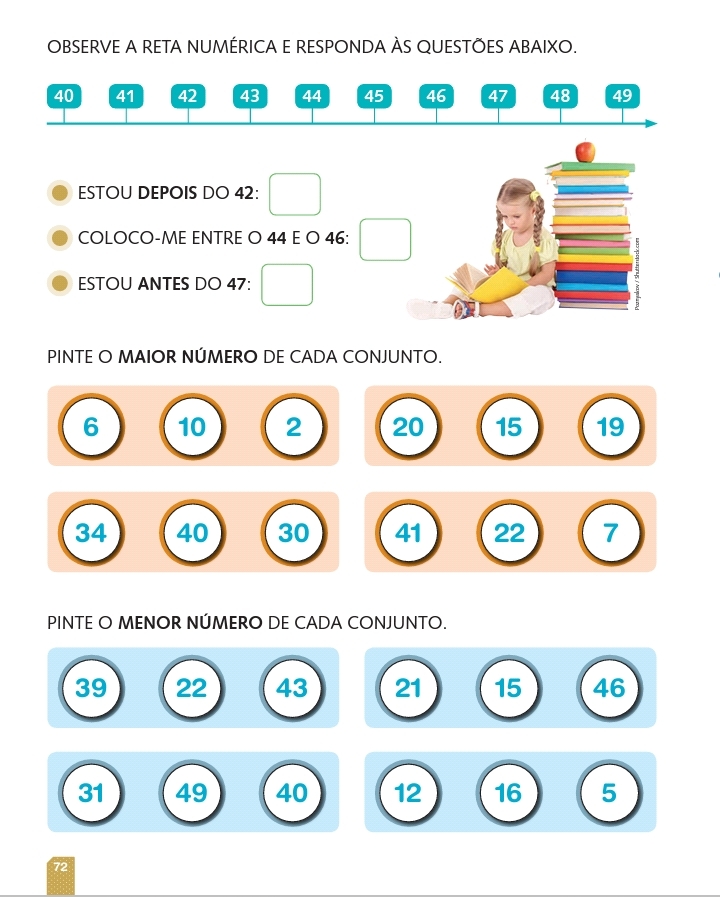 OBSERVE A RETA NUMÉRICA E RESPONDA ÀS QUESTÕES ABAIXO.
40 41 42 43 44 45 46 47 48 49
ESTOU DEPOIS DO 42:
COLOCO-ME ENTRE O 44 E O 46:
ESTOU ANTES DO 47:
PINTE O MAIOR NÚMERO DE CADA CONJUNTO.
6 10 2 20 15 19
34 40 30 41 22 7
PINTE O MENOR NÚMERO DE CADA CONJUNTO.
39 22 43 21 15 46
31 49 40 12 16 5
72